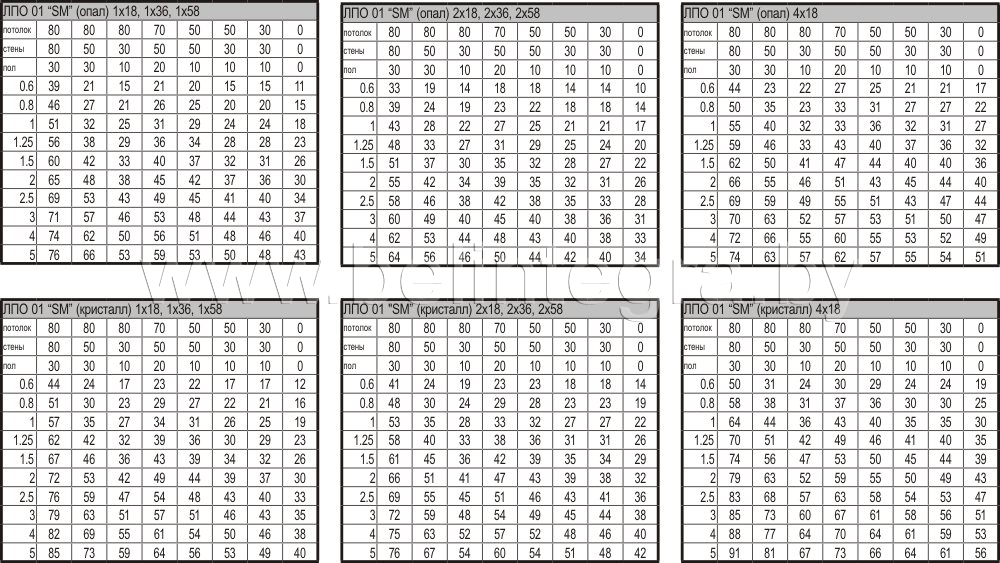 ЛПО 01 “SM” (опал) 1x18, 1x36, 1x58
потолок 80 80 80 70 50 50 30 0
стены 80 50 30 50 50 30 30 0
пол 30 30 10 20 10 10 10 0
0.6 39 21 15 21 20 15 15 11
0.8 46 27 21 26 25 20 20 15
1 51 32 25 31 29 24 24 18
1.25 56 38 29 36 34 28 28 23
1.5 60 42 33 40 37 32 31 26
2 65 48 38 45 42 37 36 30
2.5 69 53 43 49 45 41 40 34
3 71 57 46 53 48 44 43 37
4 74 62 50 56 51 48 46 40
5 76 66 53 59 53 50 48 43
ЛПО 01 “SM” (опал) 2x18, 2x36, 2x58
потолок 80 80 80 70 50 50 30 0
стены 80 50 30 50 50 30 30 0
пол 30 30 10 20 10 10 10 0
0.6 33 19 14 18 18 14 14 10
0.8 39 24 19 23 22 18 18 14
1 43 28 22 27 25 21 21 17
1.25 48 33 27 31 29 25 24 20
1.5 51 37 30 35 32 28 27 22
2 55 42 34 39 35 32 31 26
2.5 58 46 38 42 38 35 33 28
3 60 49 40 45 40 38 36 31
4 62 53 44 48 43 40 38 33
5 64 56 46 50 44 42 40 34
ЛПО 01 “SM” (опал) 4x18
потолок 80 80 80 70 50 50 30 0
стены 80 50 30 50 50 30 30 0
пол 30 30 10 20 10 10 10 0
0.6 44 23 22 27 25 21 21 17
0.8 50 35 23 33 31 27 27 22
1 55 40 32 33 36 32 31 27
1.25 59 46 33 43 40 37 36 32
1.5 62 50 41 47 44 40 40 36
2 66 55 46 51 43 45 44 40
2.5 69 59 49 55 51 43 47 44
3 70 63 52 57 53 51 50 47
4 72 66 55 60 55 53 52 49
5 74 63 57 62 57 55 54 51
www.belintegra.by
ЛПО 01 “SM” (кристалл) 1x18, 1x36, 1x58
потолок 80 80 80 70 50 50 30 0
стены 80 50 30 50 50 30 30 0
пол 30 30 10 20 10 10 10 0
0.6 44 24 17 23 22 17 17 12
0.8 51 30 23 29 27 22 21 16
1 57 35 27 34 31 26 25 19
1.25 62 42 32 39 36 30 29 23
1.5 67 46 36 43 39 34 32 26
2 72 53 42 49 44 39 37 30
2.5 76 59 47 54 48 43 40 33
3 79 63 51 57 51 46 43 35
4 82 69 55 61 54 50 46 38
5 85 73 59 64 56 53 49 40
ЛПО 01 "SM" (кристалл) 2x18, 2x36, 2x58
потолок 80 80 80 70 50 50 30 0
стены 80 50 30 50 50 30 30 0
пол 30 30 10 20 10 10 10 0
0.6 41 24 19 23 23 18 18 14
0.8 48 30 24 29 28 23 23 19
1 53 35 28 33 32 27 27 22
1.25 58 40 33 38 36 31 31 26
1.5 61 45 36 42 39 35 34 29
2 66 51 41 47 43 39 38 32
2.5 69 55 45 51 46 43 41 36
3 72 59 48 54 49 45 44 38
4 75 63 52 57 52 48 46 40
5 76 67 54 60 54 51 48 42
ЛПО 01 “SM” (кристалл) 4x18
потолок 80 80 80 70 50 50 30 0
стены 80 50 30 50 50 30 30 0
пол 30 30 10 20 10 10 10 0
0.6 50 31 24 30 29 24 24 19
0.8 58 38 31 37 36 30 30 25
1 64 44 36 43 40 35 35 30
1.25 70 51 42 49 46 41 40 35
1.5 74 56 47 53 50 45 44 39
2 79 63 52 59 55 50 49 43
2.5 83 68 57 63 58 54 53 47
3 85 73 60 67 61 58 56 51
4 88 77 64 70 64 61 59 53
5 91 81 67 73 66 64 61 56